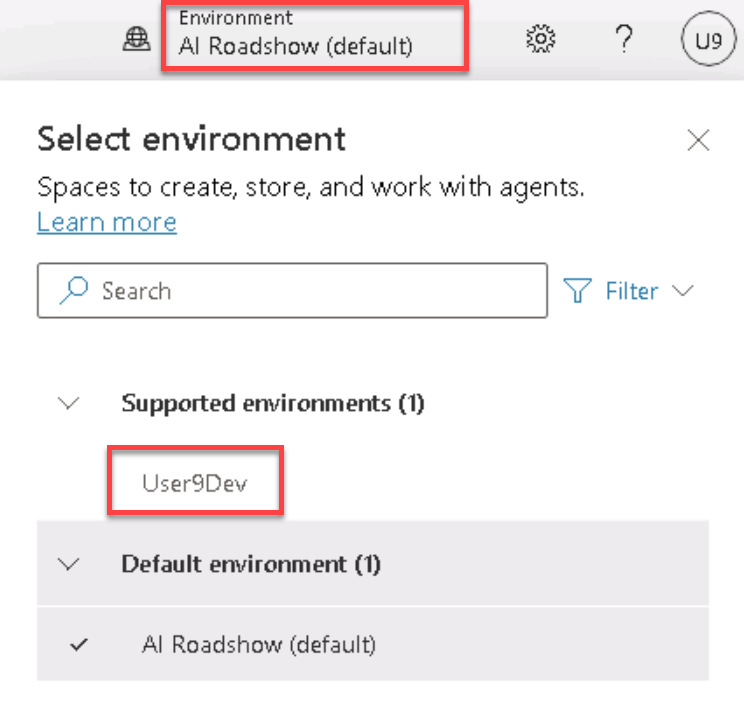 Environment
AI Roadshow (default)
?
U9
Select environment
Spaces to create, store, and work with agents.
Learn more
Search
Filter
Supported environments (1)
User9Dev
Default environment (1)
AI Roadshow (default)